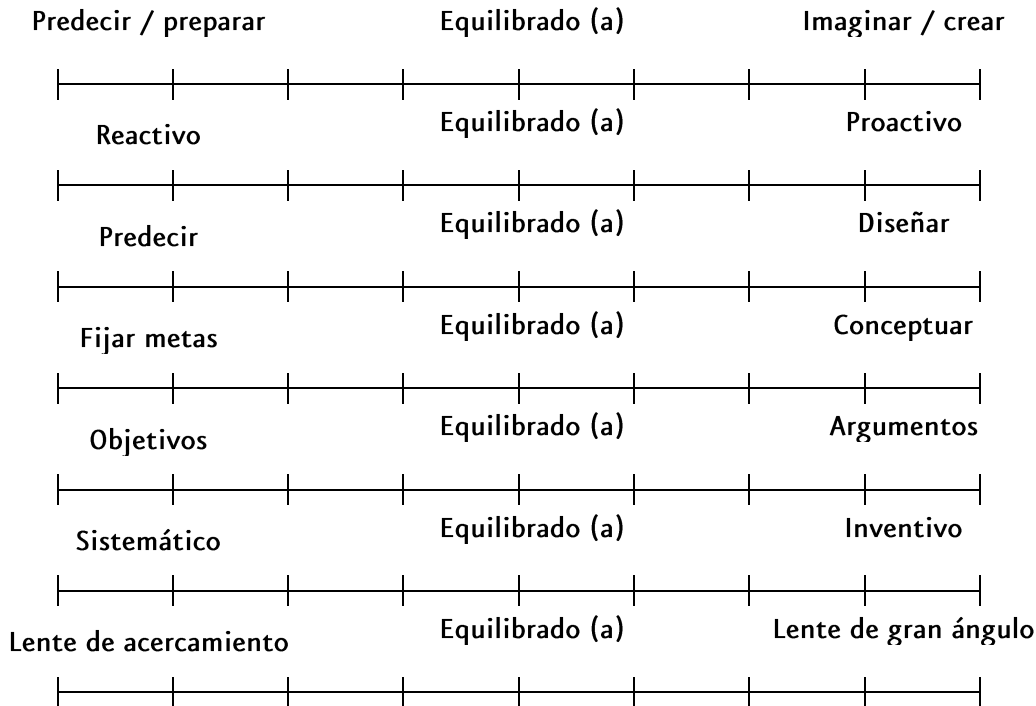 Predecir / preparar Equilibrado (a) Imaginar / crear
Reactivo Equilibrado (a) Proactivo
Predecir Equilibrado (a) Diseñar
Fijar metas Equilibrado (a) Conceptuar
Objetivos Equilibrado (a) Argumentos
Sistemático Equilibrado (a) Inventivo
Lente de acercamiento Equilibrado (a) Lente de gran ángulo